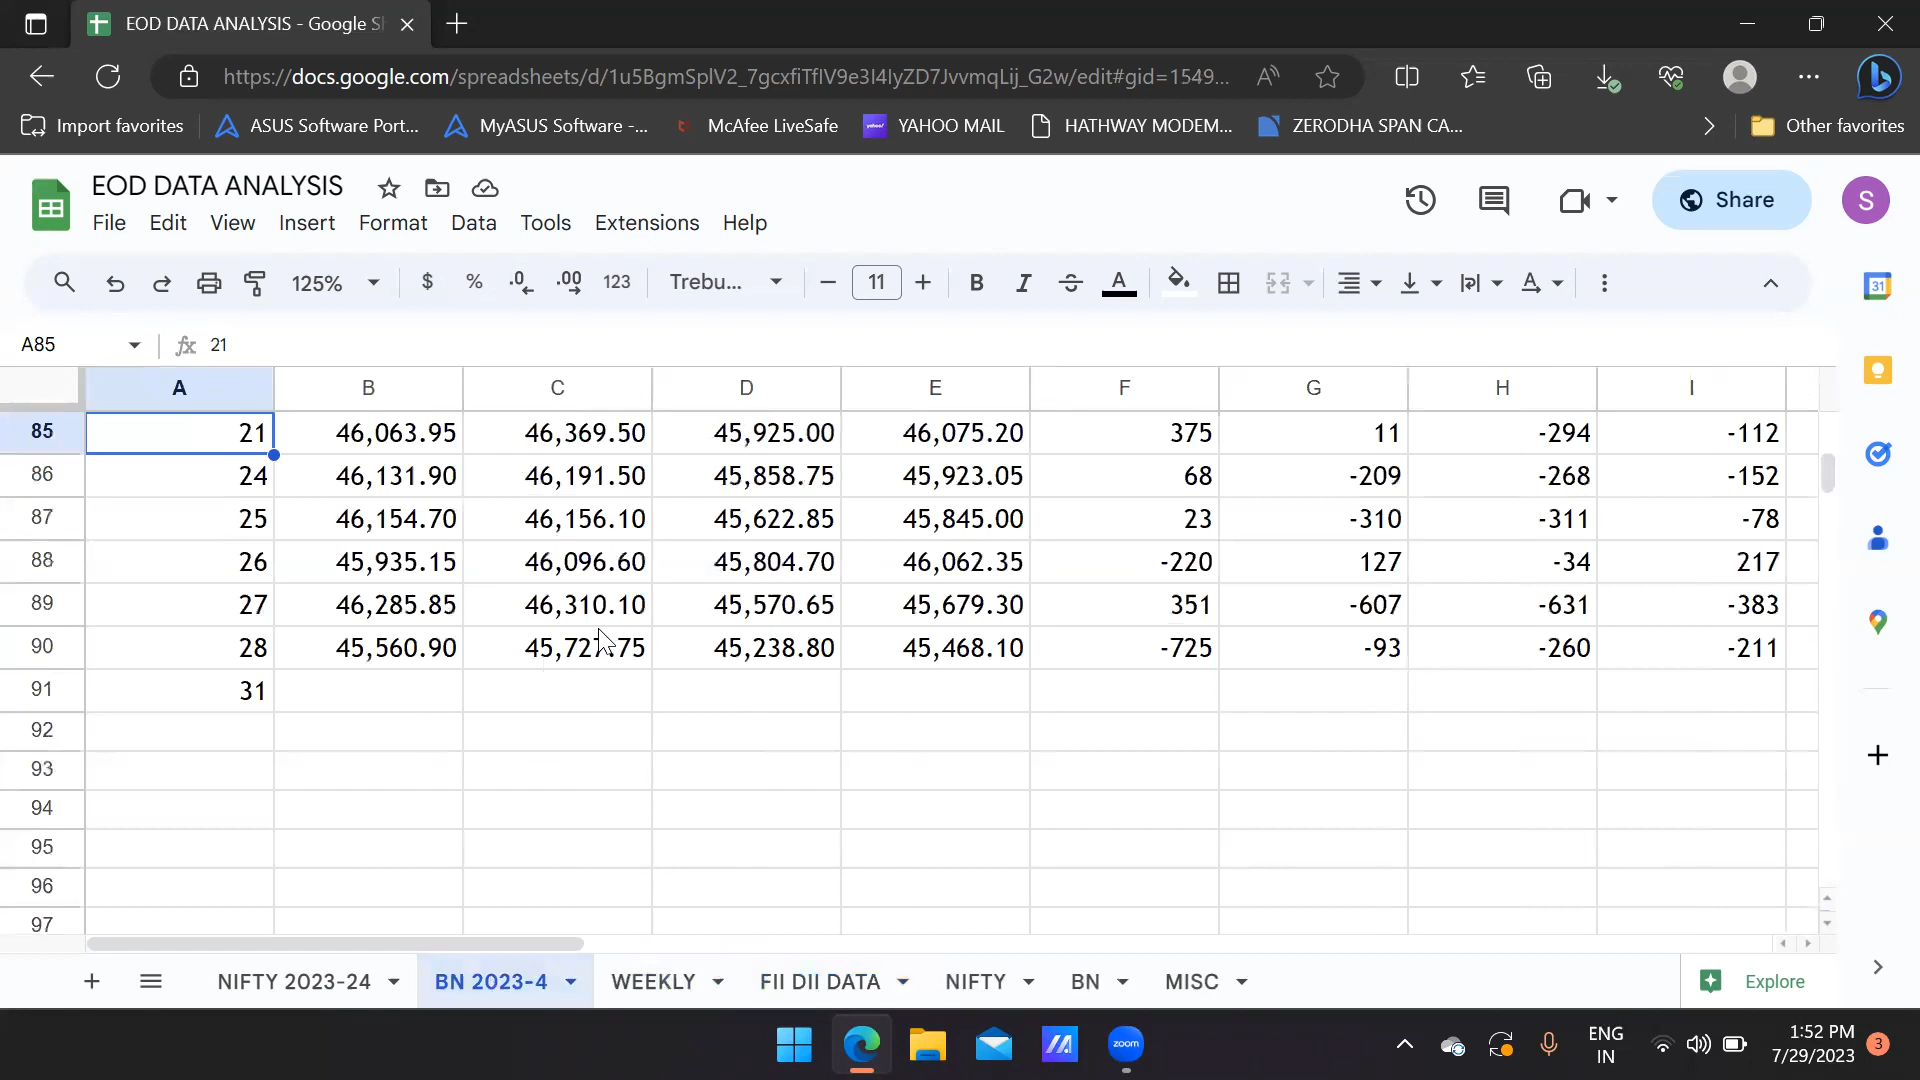 EOD DATA ANALYSIS - Google Sh
https://docs.google.com/spreadsheets/d/1u5BgmSplV2_7gcxfiTfIV9e3I4IyZD7JvvmqLij_G2w/edit#gid=1549...
Import favorites ASUS Software Port... MyASUS Software -... McAfee LiveSafe yahoo! YAHOO MAIL HATHWAY MODEM... ZERODHA SPAN CA... Other favorites
EOD DATA ANALYSIS
File Edit View Insert Format Data Tools Extensions Help
Share
S
125% $ % .0 .00 123 Trebu... 11 B I A A
31
A85 fx 21
A B C D E F G H I
85 21 46,063.95 46,369.50 45,925.00 46,075.20 375 11 -294 -112
86 24 46,131.90 46,191.50 45,858.75 45,923.05 68 -209 -268 -152
87 25 46,154.70 46,156.10 45,622.85 45,845.00 23 -310 -311 -78
88 26 45,935.15 46,096.60 45,804.70 46,062.35 -220 127 -34 217
89 27 46,285.85 46,310.10 45,570.65 45,679.30 351 -607 -631 -383
90 28 45,560.90 45,727.75 45,238.80 45,468.10 -725 -93 -260 -211
91 31
92
93
94
95
96
97
NIFTY 2023-24 BN 2023-4 WEEKLY FII DII DATA NIFTY BN MISC Explore
zoom
ENG
IN
1:52 PM
7/29/2023
3